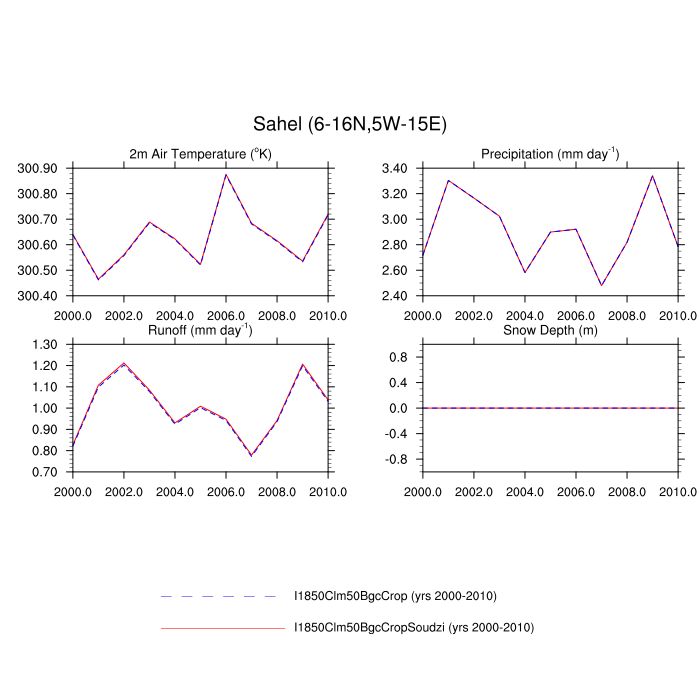 Sahel (6-16N,5W-15E)
2m Air Temperature (°K)
300.90
300.80
300.70
300.60
300.50
300.40
2000.0 2002.0 2004.0 2006.0 2008.0 2010.0
Precipitation (mm day-1)
3.40
3.20
3.00
2.80
2.60
2.40
2000.0 2002.0 2004.0 2006.0 2008.0 2010.0
Runoff (mm day-1)
1.30
1.20
1.10
1.00
0.90
0.80
0.70
2000.0 2002.0 2004.0 2006.0 2008.0 2010.0
Snow Depth (m)
0.8
0.4
0.0
-0.4
-0.8
2000.0 2002.0 2004.0 2006.0 2008.0 2010.0
I1850Clm50BgcCrop (yrs 2000-2010)
I1850Clm50BgcCropSoudzi (yrs 2000-2010)